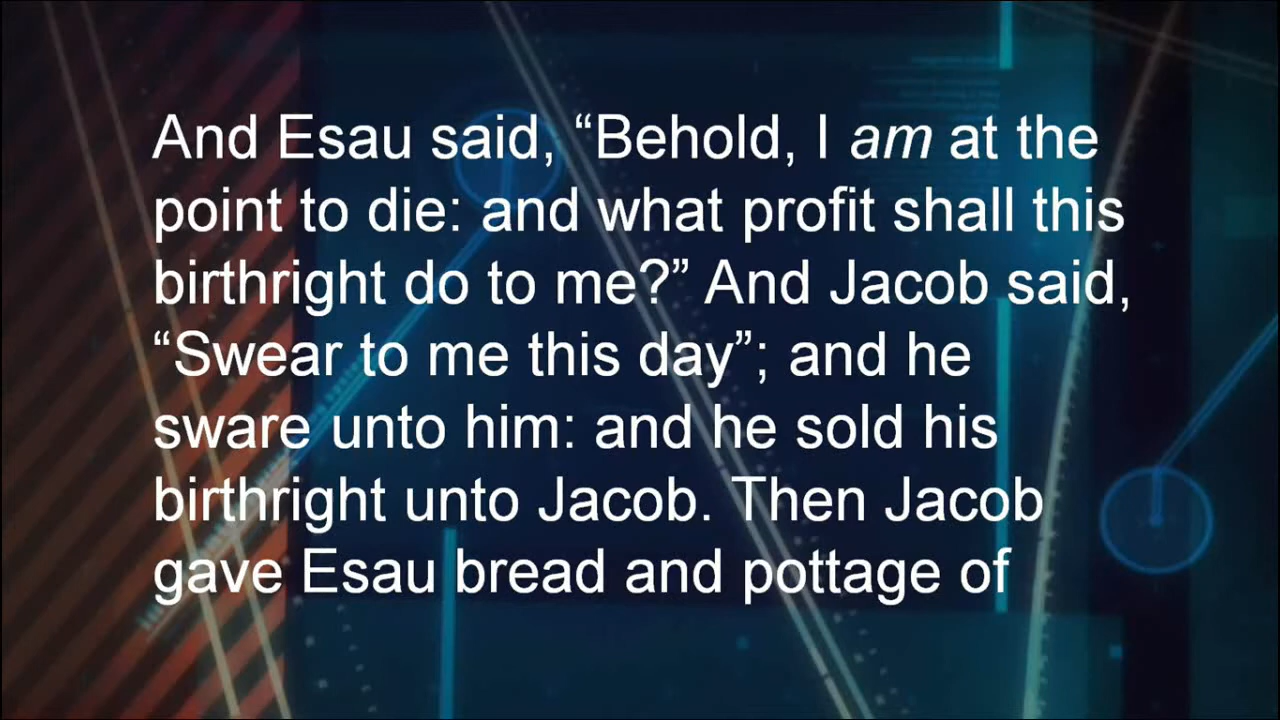 And Esau said, “Behold, I am at the
point to die: and what profit shall this
birthright do to me?” And Jacob said,
“Swear to me this day”; and he
sware unto him: and he sold his
birthright unto Jacob. Then Jacob
gave Esau bread and pottage of